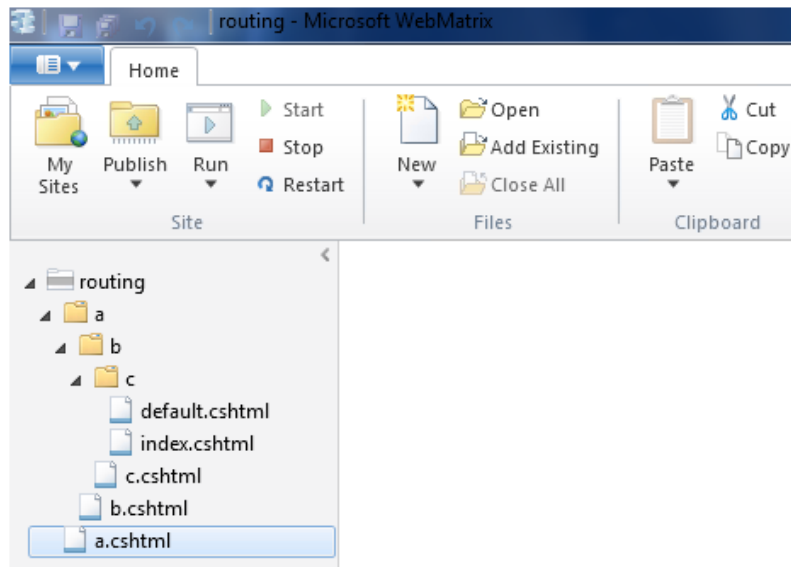 routing - Microsoft WebMatrix
Home
My Sites
Publish
Run
Start
Stop
Restart
Site
New
Open
Add Existing
Close All
Files
Paste
Cut
Copy
Clipboard
routing
a
b
c
default.cshtml
index.cshtml
c.cshtml
b.cshtml
a.cshtml